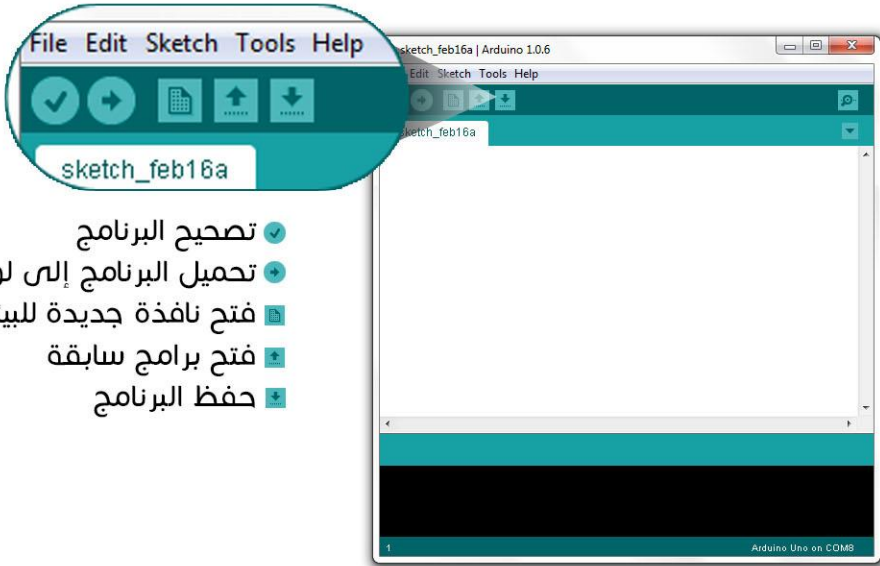 File Edit Sketch Tools Help
sketch_feb16a
تصحيح البرنامج
تحميل البرنامج إلى
فتح نافذة جديدة
فتح برامج سابقة
حفظ البرنامج
sketch_feb16a | Arduino 1.0.6
Edit Sketch Tools Help
sketch_feb16a
1
Arduino Uno on COM8